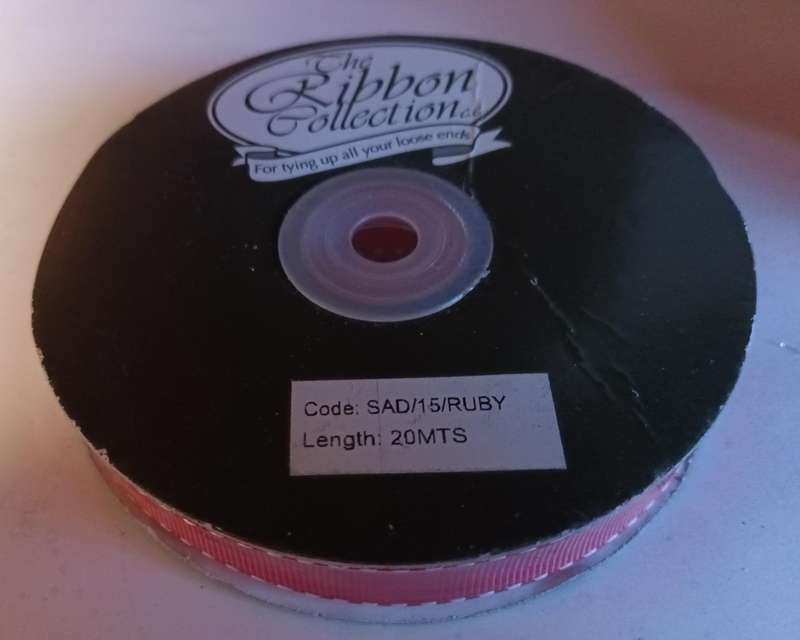 The
Ribbon
Collection
For tying up all your loose ends
Code: SAD/15/RUBY
Length: 20MTS